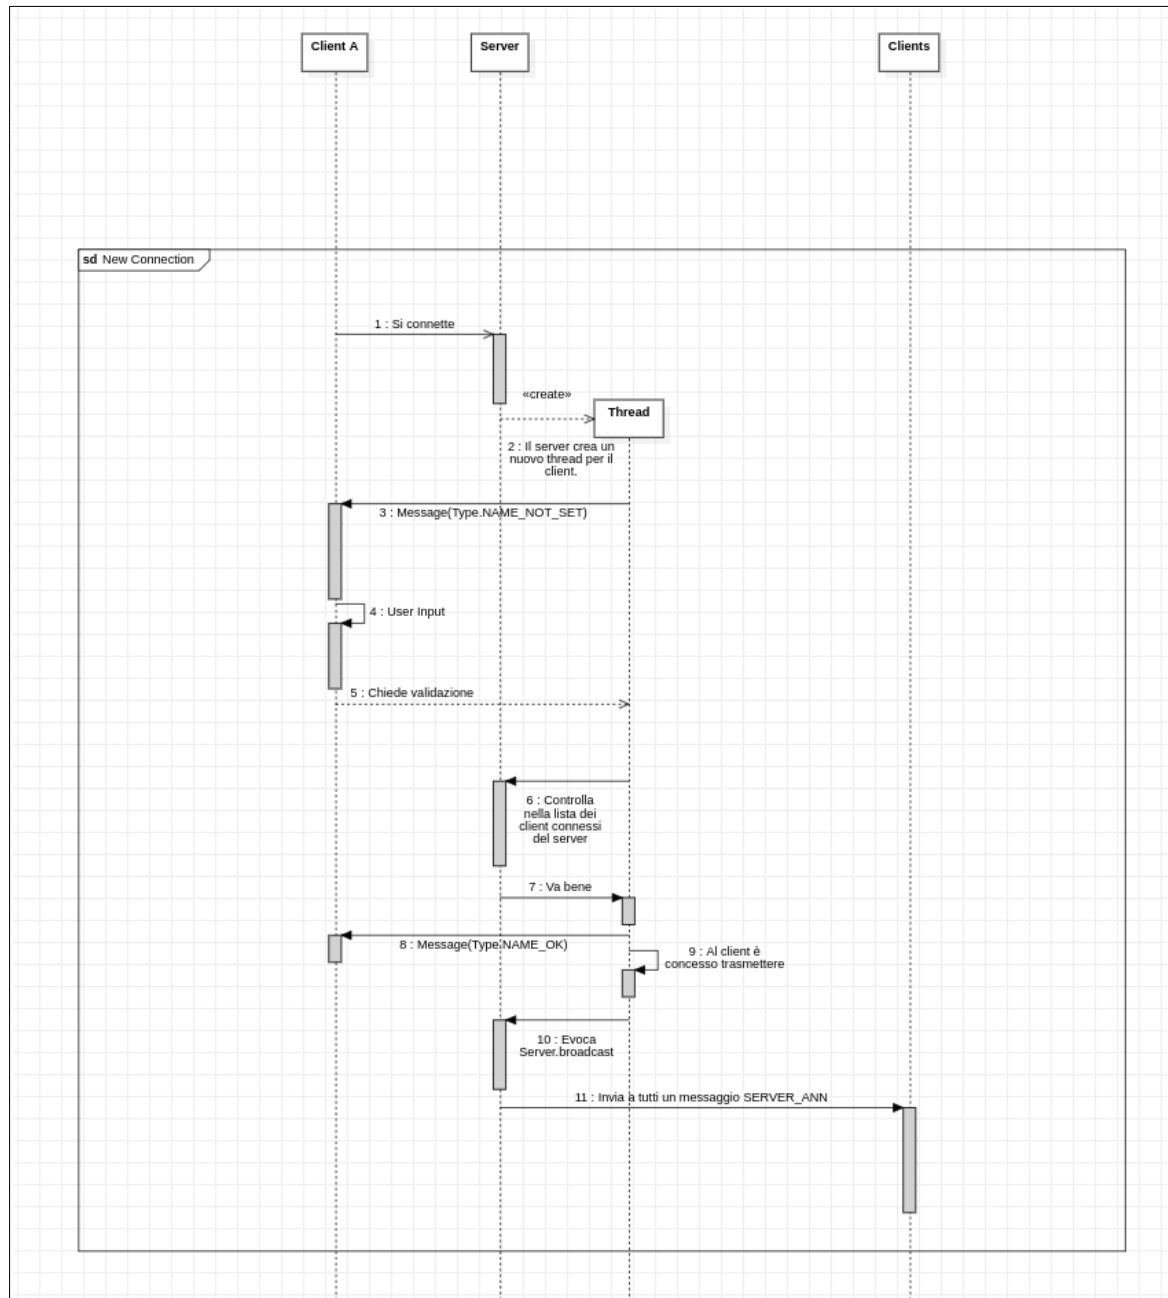 Client A
Server
Clients
sd New Connection
1 : Si connette
«create»
Thread
2 : Il server crea un
nuovo thread per il
client.
3 : Message(Type.NAME_NOT_SET)
4 : User Input
5 : Chiede validazione
6 : Controlla
nella lista dei
client connessi
del server
7 : Va bene
8 : Message(Type.NAME_OK)
9 : Al client è
concesso trasmettere
10 : Evoca
Server.broadcast
11 : Invia a tutti un messaggio SERVER_ANN